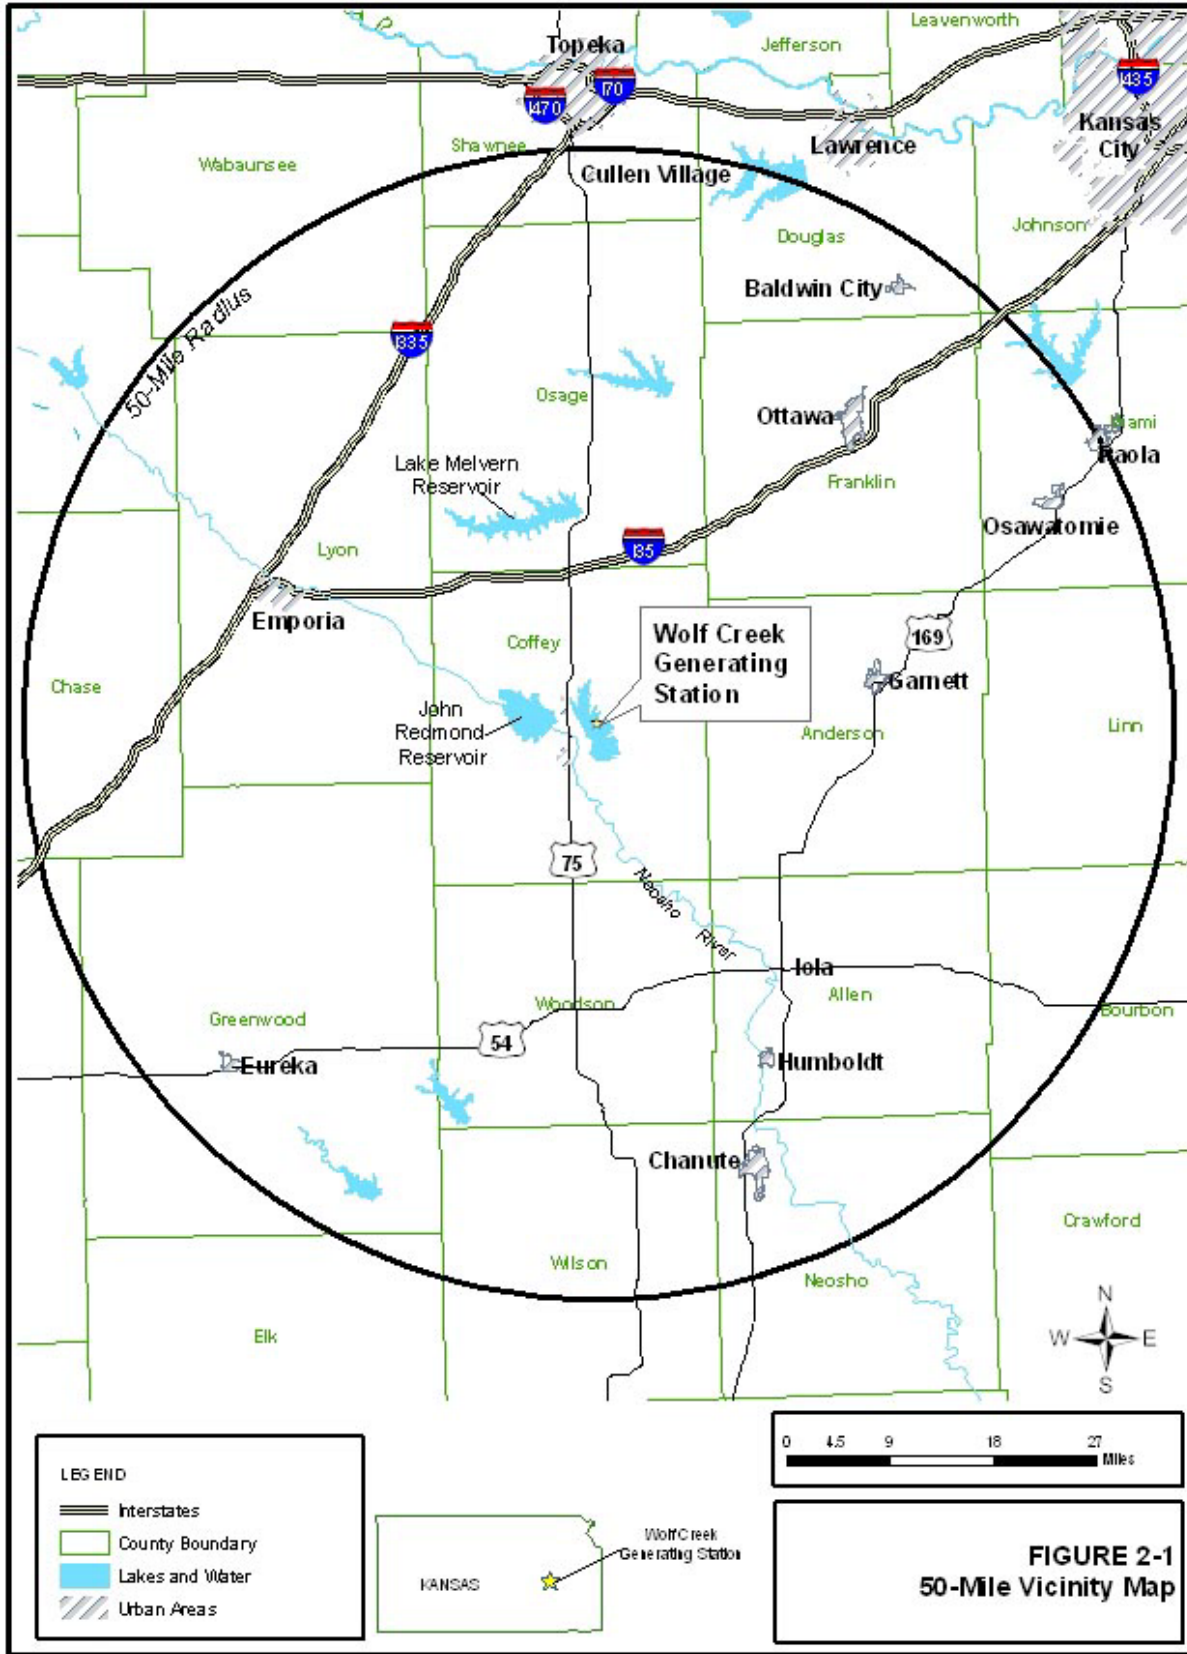 Leavenworth
Topeka
Jefferson
I70
I470
I435
Kansas
City
Lawrence
Shawnee
Wabaunsee
Cullen Village
Johnson
Douglas
Baldwin City
50-Mile Radius
I335
Osage
Ottawa
Miami
Paola
Lake Melvern
Reservoir
Franklin
Osawatomie
I35
Lyon
Emporia
Coffey
Wolf Creek
Generating
Station
169
Garnett
Chase
John
Redmond
Reservoir
Anderson
Linn
75
Neosho
River
Iola
Allen
Woodson
Bourbon
Greenwood
54
Eureka
Humboldt
Chanute
Crawford
Wilson
Neosho
Elk
N
W
E
S
0 4.5 9 18 27
Miles
LEGEND
Interstates
County Boundary
Lakes and Water
Urban Areas
Wolf Creek
Generating Station
KANSAS
FIGURE 2-1
50-Mile Vicinity Map